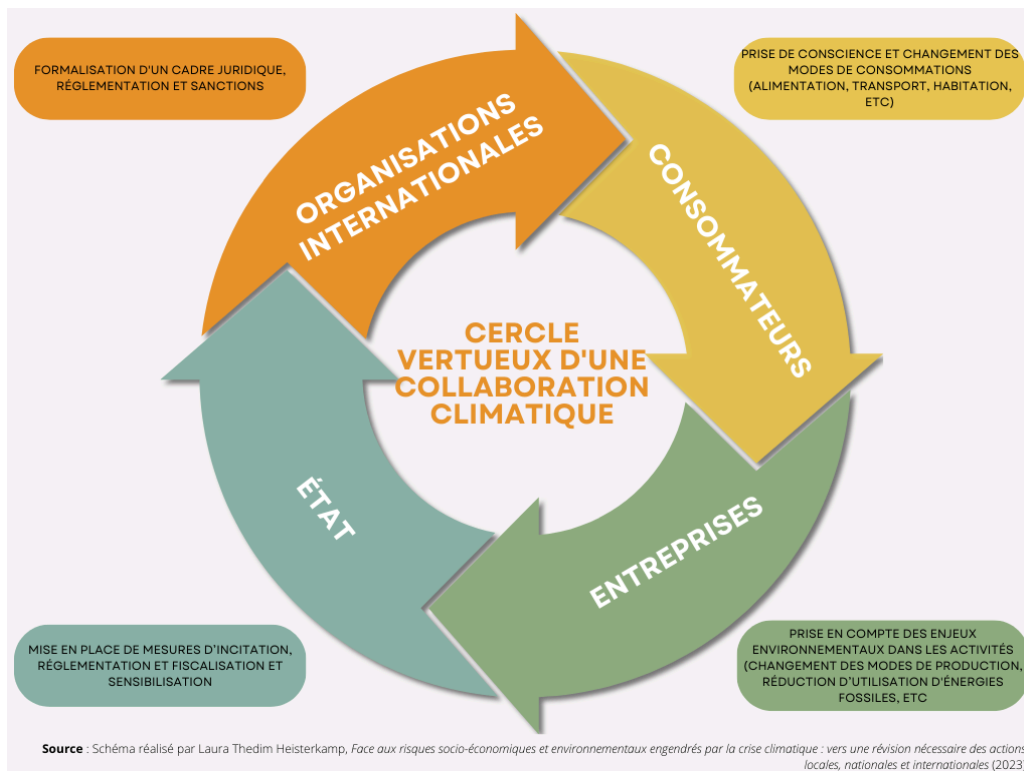 FORMALISATION D'UN CADRE JURIDIQUE,
RÉGLEMENTATION ET SANCTIONS
PRISE DE CONSCIENCE ET CHANGEMENT DES
MODES DE CONSOMMATIONS
(ALIMENTATION, TRANSPORT, HABITATION,
ETC)
ORGANISATIONS
INTERNATIONALES
CONSOMMATEURS
CERCLE
VERTUEUX D'UNE
COLLABORATION
CLIMATIQUE
ÉTAT
ENTREPRISES
MISE EN PLACE DE MESURES D'INCITATION,
RÉGLEMENTATION ET FISCALISATION ET
SENSIBILISATION
PRISE EN COMPTE DES ENJEUX
ENVIRONNEMENTAUX DANS LES ACTIVITÉS
(CHANGEMENT DES MODES DE PRODUCTION,
RÉDUCTION D'UTILISATION D'ÉNERGIES
FOSSILES, ETC
Source : Schéma réalisé par Laura Thedim Heisterkamp, Face aux risques socio-économiques et environnementaux engendrés par la crise climatique : vers une révision nécessaire des actions
locales, nationales et internationales (2023)